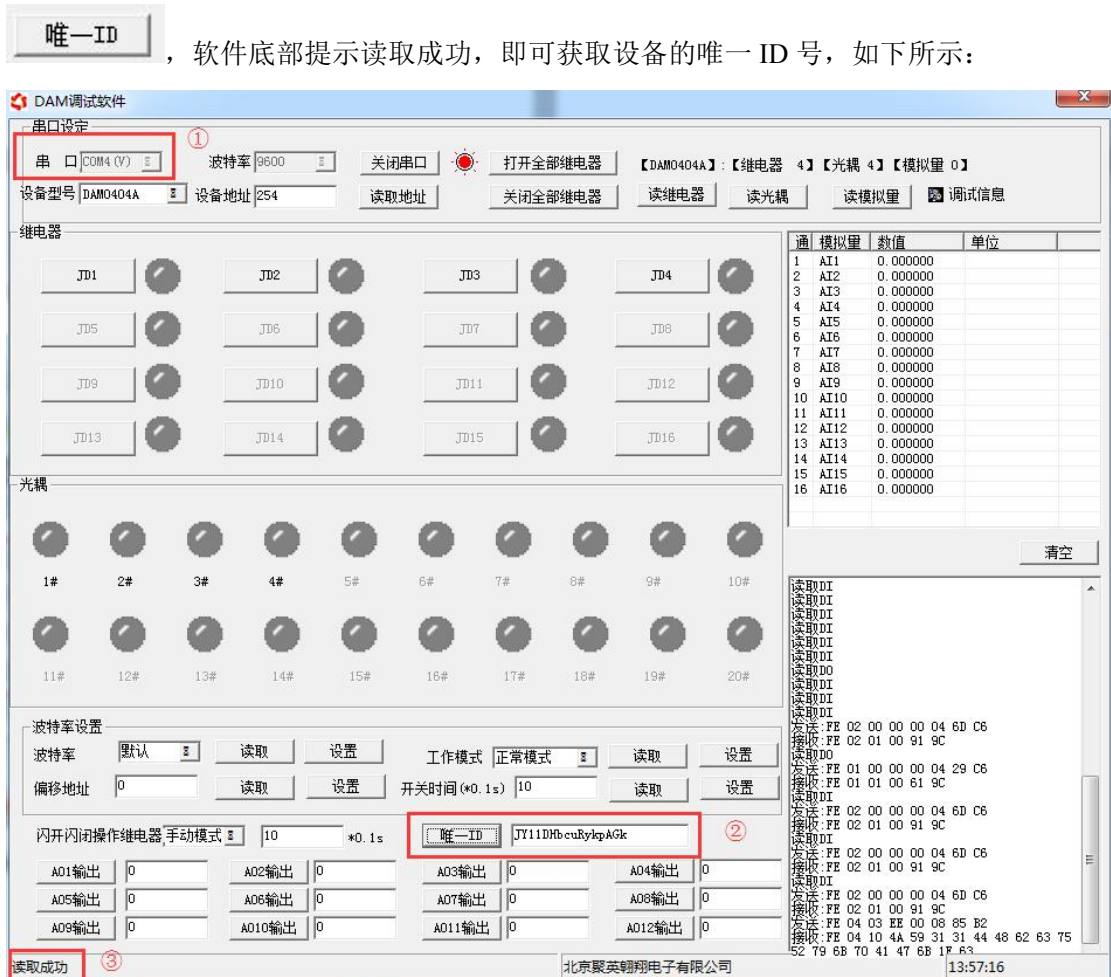 唯一ID ，软件底部提示读取成功，即可获取设备的唯一 ID 号，如下所示：
DAM调试软件
串口设定
①
串 口 COM4(V) 波特率 9600 关闭串口 打开全部继电器 【DAM0404A】:【继电器 4】【光耦 4】【模拟量 0】
设备型号 DAM0404A 设备地址 254 读取地址 关闭全部继电器 读继电器 读光耦 读模拟量 调试信息
继电器
JD1 JD2 JD3 JD4
JD5 JD6 JD7 JD8
JD9 JD10 JD11 JD12
JD13 JD14 JD15 JD16
通 模拟量 数值 单位
1 AI1 0.000000
2 AI2 0.000000
3 AI3 0.000000
4 AI4 0.000000
5 AI5 0.000000
6 AI6 0.000000
7 AI7 0.000000
8 AI8 0.000000
9 AI9 0.000000
10 AI10 0.000000
11 AI11 0.000000
12 AI12 0.000000
13 AI13 0.000000
14 AI14 0.000000
15 AI15 0.000000
16 AI16 0.000000
清空
光耦
1# 2# 3# 4# 5# 6# 7# 8# 9# 10#
11# 12# 13# 14# 15# 16# 17# 18# 19# 20#
读取DI
读取DI
读取DI
读取DI
读取DI
读取DI
读取DO
读取DI
读取DI
读取DI
发送:FE 02 00 00 00 04 6D C6
接收:FE 02 01 00 91 9C
读取DO
发送:FE 01 00 00 00 04 29 C6
接收:FE 01 01 00 61 9C
读取DI
发送:FE 02 00 00 00 04 6D C6
接收:FE 02 01 00 91 9C
读取DI
发送:FE 02 00 00 00 04 6D C6
接收:FE 02 01 00 91 9C
读取DI
发送:FE 02 00 00 00 04 6D C6
接收:FE 02 01 00 91 9C
发送:FE 04 03 EE 00 08 85 B2
接收:FE 04 10 4A 59 31 31 44 48 62 63 75
52 79 6B 70 41 47 6B 1F 63
波特率设置
波特率 默认 读取 设置 工作模式 正常模式 读取 设置
偏移地址 0 读取 设置 开关时间(*0.1s) 10 读取 设置
闪开闪闭操作继电器 手动模式 10 *0.1s 唯一ID JY11DHbcuRykpAGk ②
AO1输出 0 AO2输出 0 AO3输出 0 AO4输出 0
AO5输出 0 AO6输出 0 AO7输出 0 AO8输出 0
AO9输出 0 AO10输出 0 AO11输出 0 AO12输出 0
读取成功 ③ 北京聚英翱翔电子有限公司 13:57:16